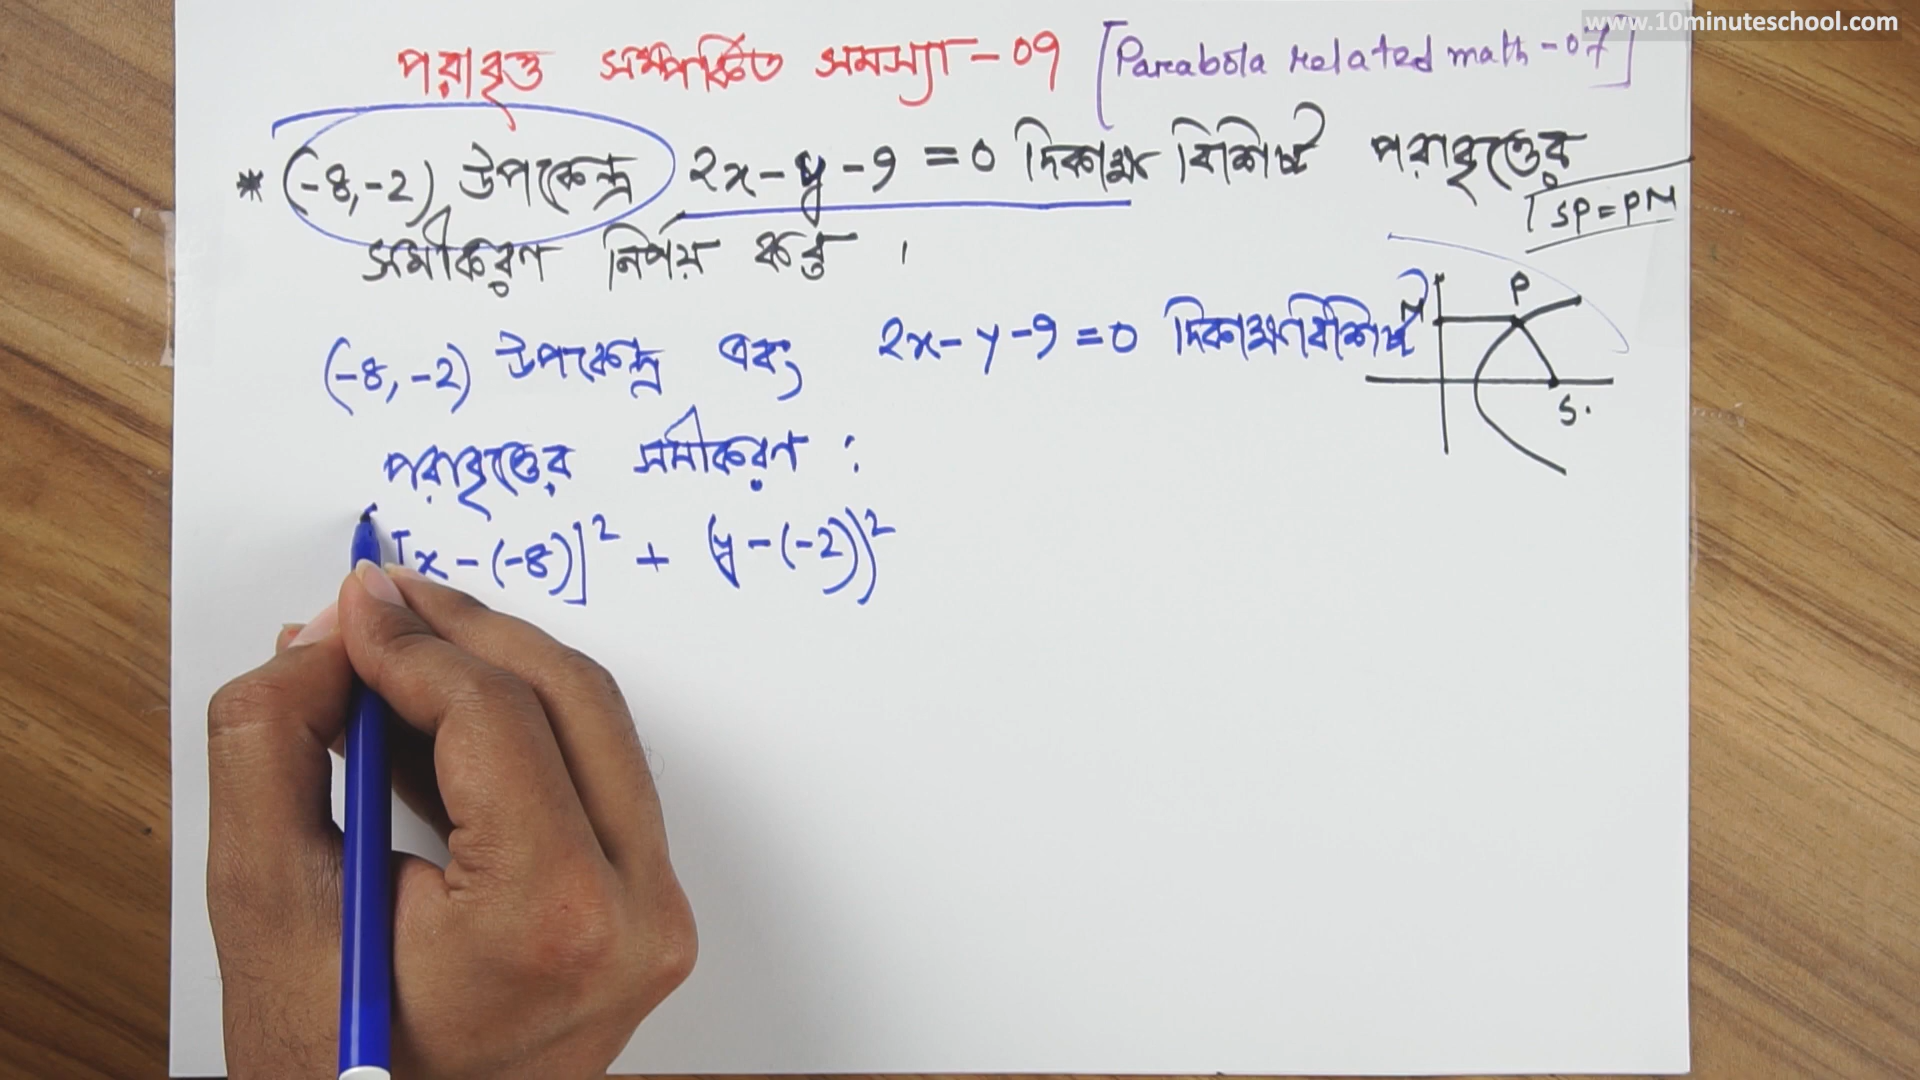 www.10minuteschool.com
পরাবৃত্ত সম্পর্কিত সমস্যা - ০৭ [Parabola related math - 07]
* (-8, -2) উপকেন্দ্র 2x - y - 9 = 0 দিকাক্ষ বিশিষ্ট পরাবৃত্তের
SP = PM
সমীকরণ নির্ণয় কর ।
(-8, -2) উপকেন্দ্র এবং 2x - y - 9 = 0 দিকাক্ষ বিশিষ্ট
M P
S.
পরাবৃত্তের সমীকরণ :
[x - (-8)]² + (y - (-2))²